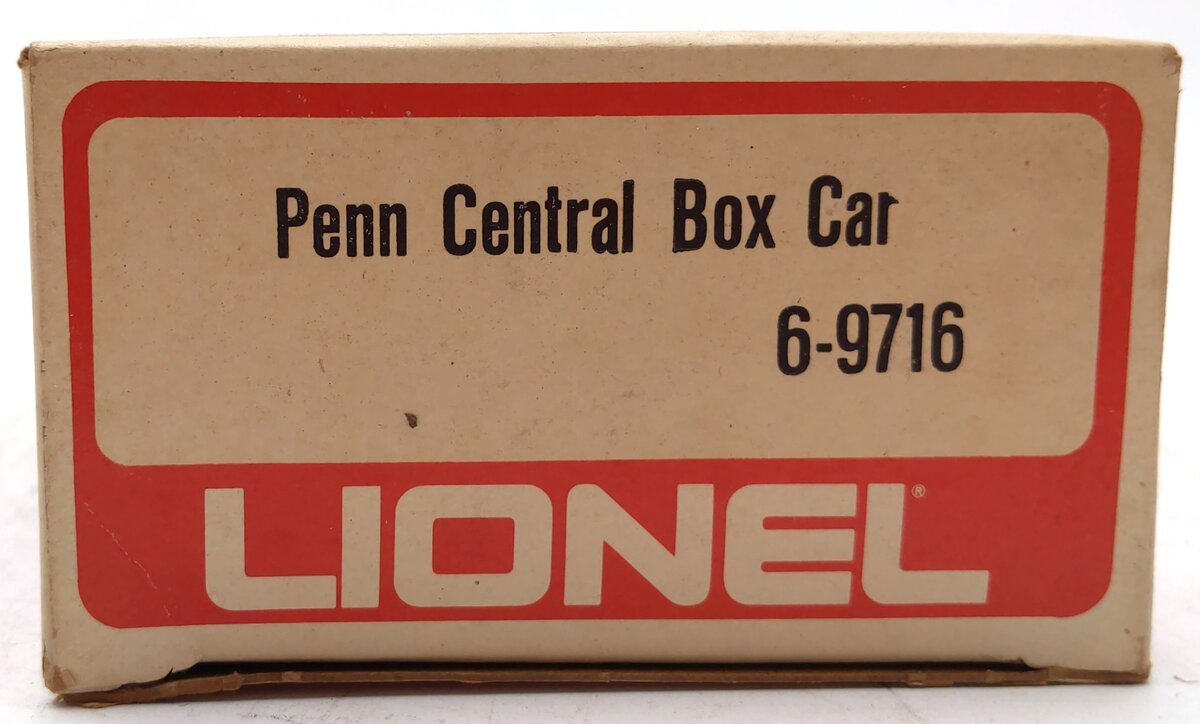 Penn Central Box Car
6-9716
LIONEL®